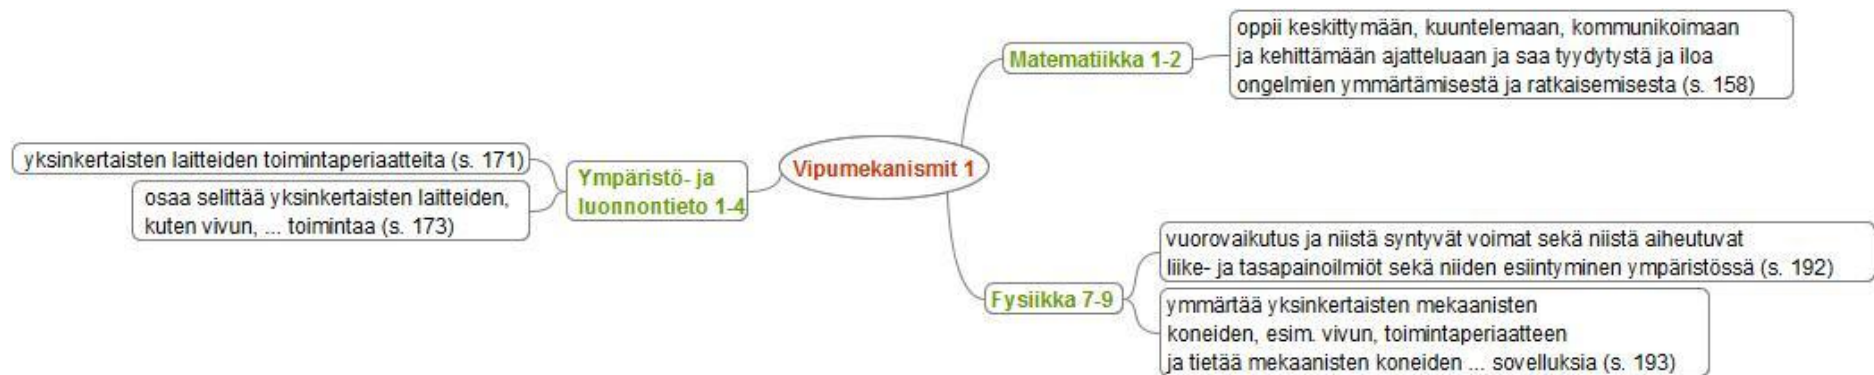 Vipumekanismit 1
Matematiikka 1-2
oppii keskittymään, kuuntelemaan, kommunikoimaan
ja kehittämään ajatteluaan ja saa tyydytystä ja iloa
ongelmien ymmärtämisestä ja ratkaisemisesta (s. 158)
Ympäristö- ja
luonnontieto 1-4
yksinkertaisten laitteiden toimintaperiaatteita (s. 171)
osaa selittää yksinkertaisten laitteiden,
kuten vivun, ... toimintaa (s. 173)
Fysiikka 7-9
vuorovaikutus ja niistä syntyvät voimat sekä niistä aiheutuvat
liike- ja tasapainoilmiöt sekä niiden esiintyminen ympäristössä (s. 192)
ymmärtää yksinkertaisten mekaanisten
koneiden, esim. vivun, toimintaperiaatteen
ja tietää mekaanisten koneiden ... sovelluksia (s. 193)